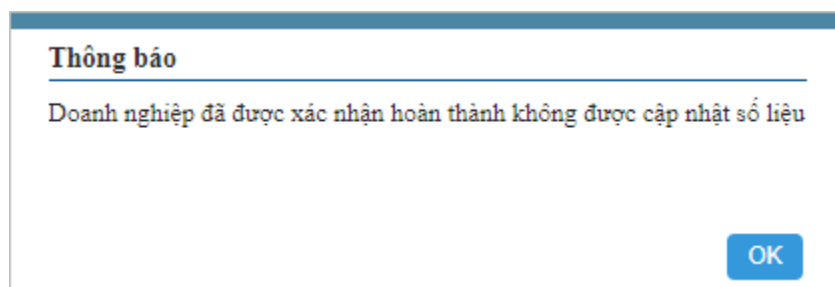 Thông báo
Doanh nghiệp đã được xác nhận hoàn thành không được cập nhật số liệu
OK